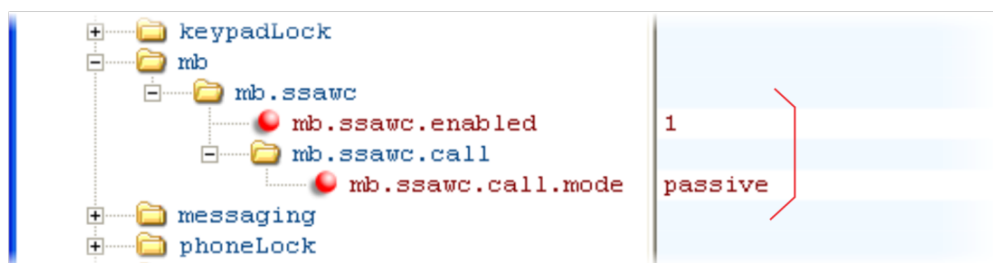 keypadLock
mb
mb.ssawc
mb.ssawc.enabled 1
mb.ssawc.call
mb.ssawc.call.mode passive
messaging
phoneLock